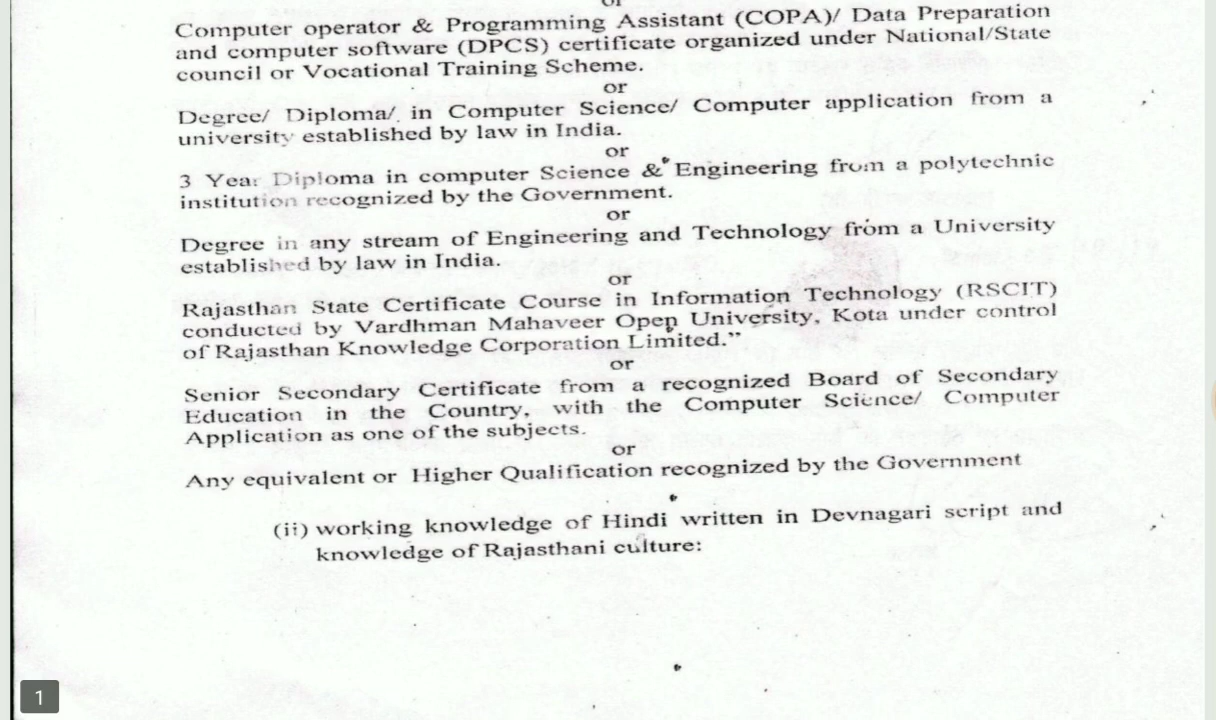 or
Computer operator & Programming Assistant (COPA)/ Data Preparation
and computer software (DPCS) certificate organized under National/State
council or Vocational Training Scheme.
or
Degree/ Diploma/ in Computer Science/ Computer application from a
university established by law in India.
or
3 Year Diploma in computer Science & Engineering from a polytechnic
institution recognized by the Government.
or
Degree in any stream of Engineering and Technology from a University
established by law in India.
or
Rajasthan State Certificate Course in Information Technology (RSCIT)
conducted by Vardhman Mahaveer Open University, Kota under control
of Rajasthan Knowledge Corporation Limited.”
or
Senior Secondary Certificate from a recognized Board of Secondary
Education in the Country, with the Computer Science/ Computer
Application as one of the subjects.
or
Any equivalent or Higher Qualification recognized by the Government
(ii) working knowledge of Hindi written in Devnagari script and
knowledge of Rajasthani culture:
1